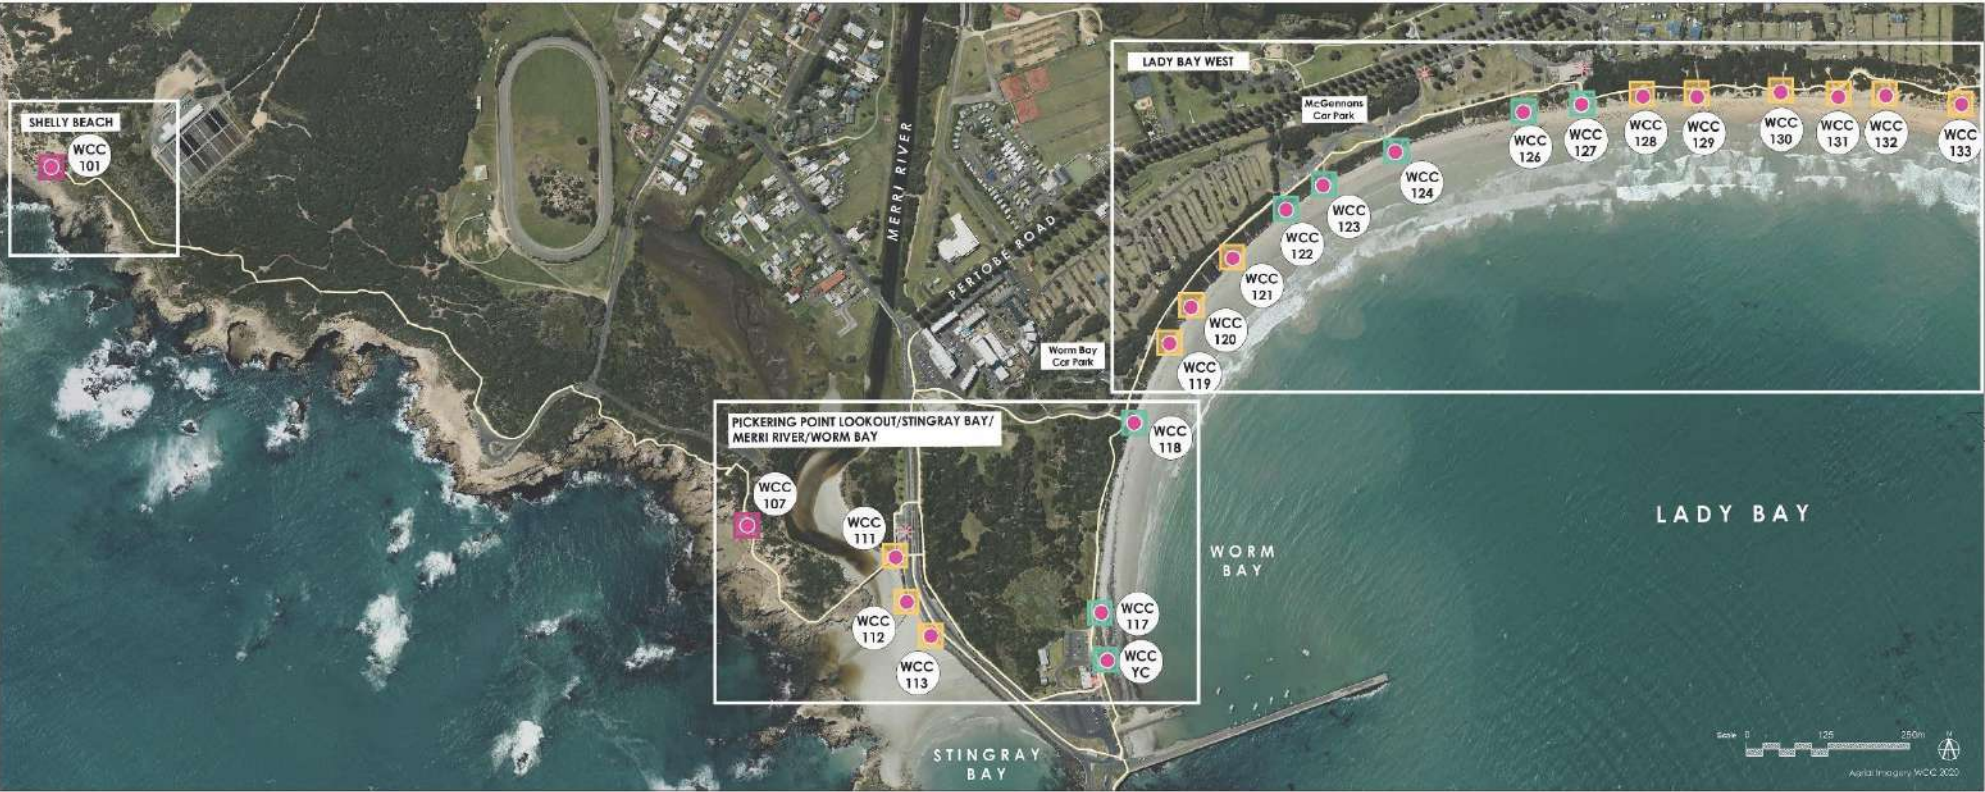 LADY BAY WEST
SHELLY BEACH
WCC
101
MERRI RIVER
PERTOBE ROAD
McGennans
Car Park
WCC
133
WCC
132
WCC
131
WCC
130
WCC
129
WCC
128
WCC
127
WCC
126
WCC
124
WCC
123
WCC
122
WCC
121
WCC
120
WCC
119
Worm Bay
Car Park
PICKERING POINT LOOKOUT/STINGRAY BAY/
MERRI RIVER/WORM BAY
WCC
118
WCC
107
WCC
111
WCC
112
WCC
113
WCC
117
WCC
YC
WORM
BAY
LADY BAY
STINGRAY
BAY
Scale 0 125 250m
N
Aerial Imagery WCC 2020